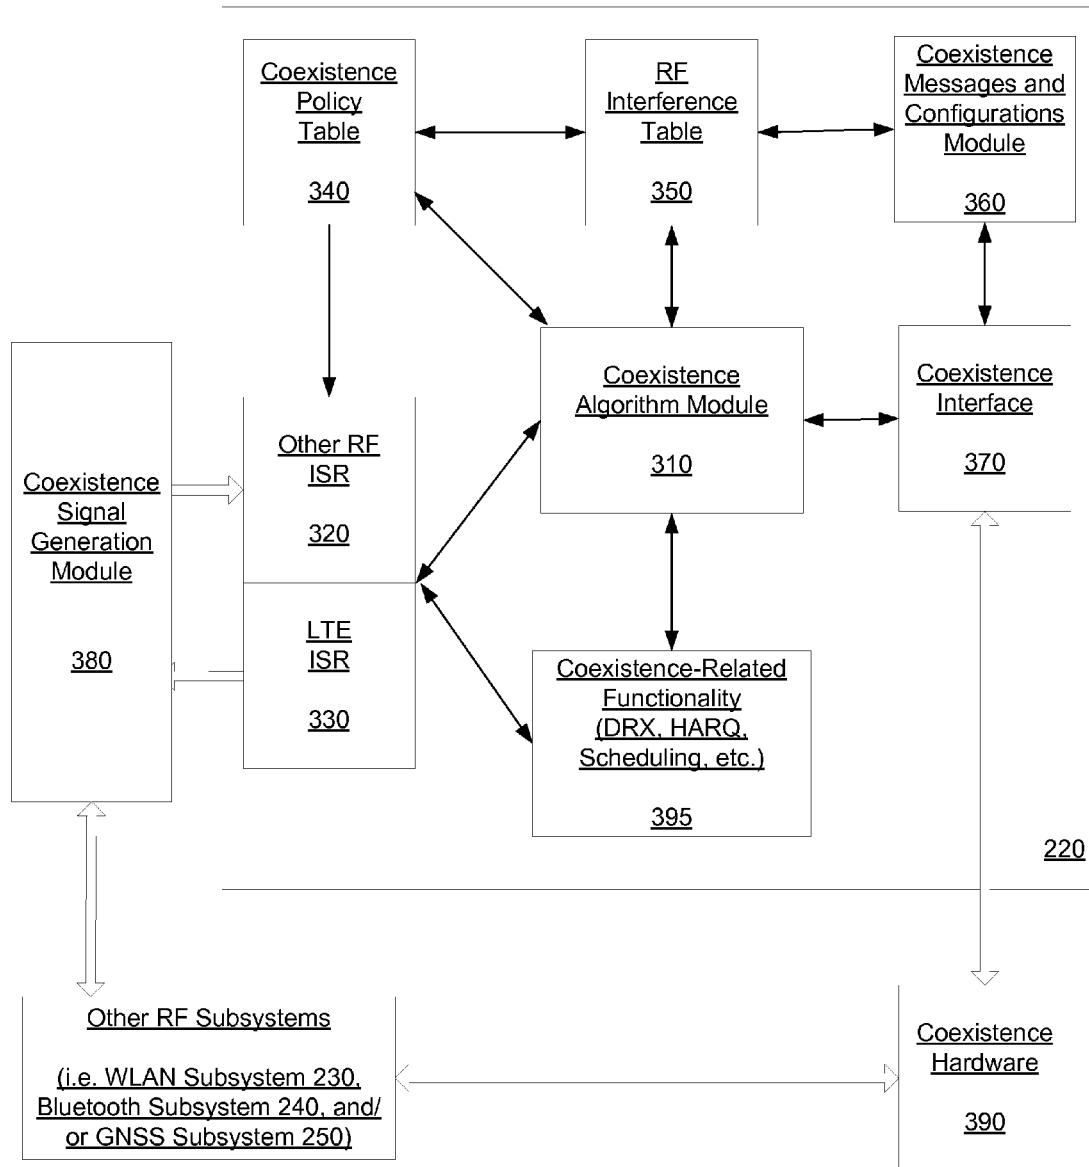 Coexistence
Policy
Table
340
RF
Interference
Table
350
Coexistence
Messages and
Configurations
Module
360
Coexistence
Signal
Generation
Module
380
Other RF
ISR
320
LTE
ISR
330
Coexistence
Algorithm Module
310
Coexistence
Interface
370
Coexistence-Related
Functionality
(DRX, HARQ,
Scheduling, etc.)
395
220
Other RF Subsystems
(i.e. WLAN Subsystem 230,
Bluetooth Subsystem 240, and/
or GNSS Subsystem 250)
Coexistence
Hardware
390